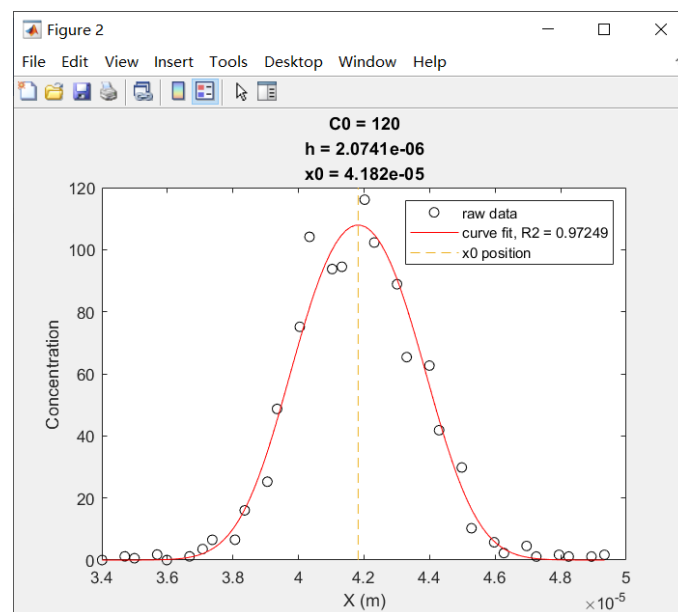 Figure 2
File Edit View Insert Tools Desktop Window Help
C0 = 120
h = 2.0741e-06
x0 = 4.182e-05
120
100
80
60
40
20
0
Concentration
raw data
curve fit, R2 = 0.97249
x0 position
3.4 3.6 3.8 4 4.2 4.4 4.6 4.8 5
X (m)
×10⁻⁵